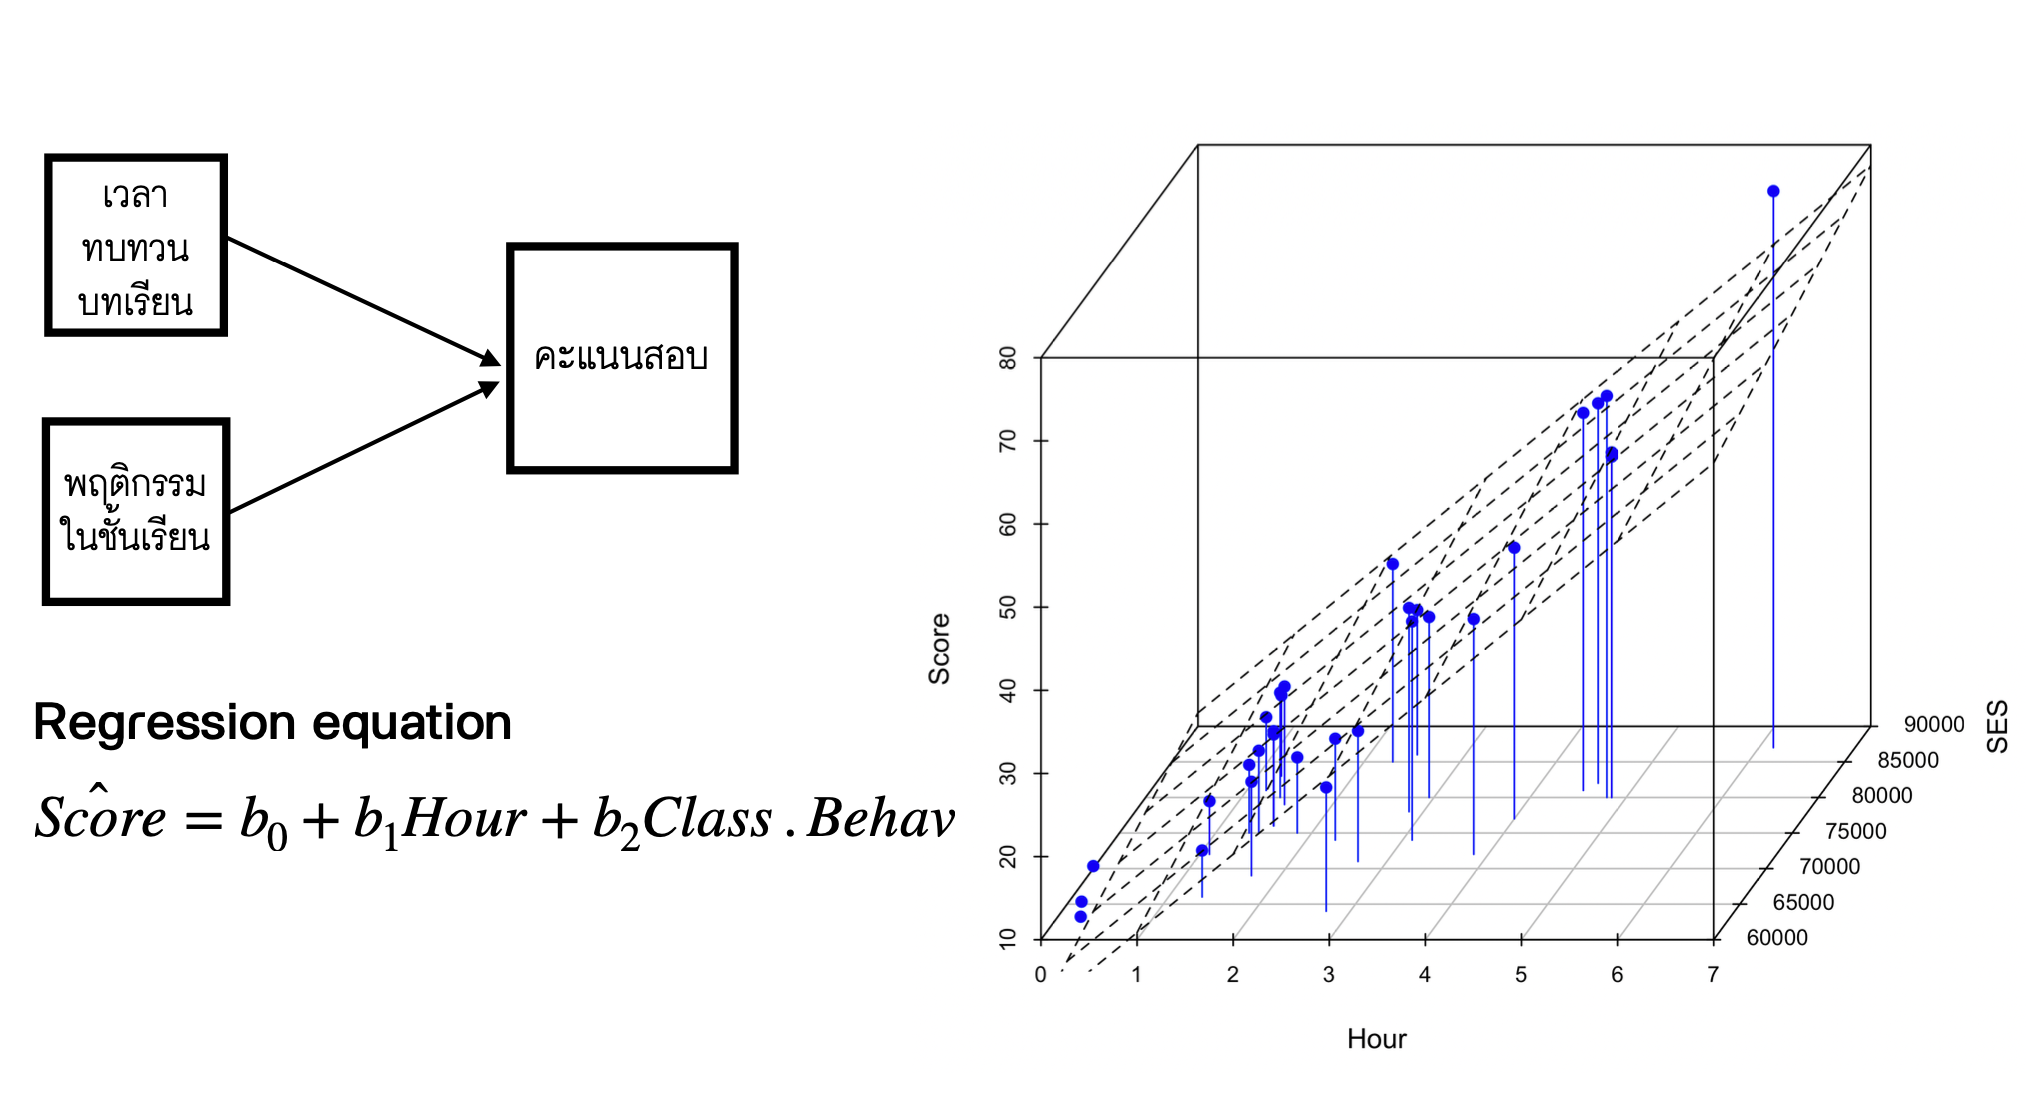 เวลา
ทบทวน
บทเรียน
พฤติกรรม
ในชั้นเรียน
คะแนนสอบ
Regression equation
Scôre = b₀ + b₁Hour + b₂Class . Behav
Score
80
70
60
50
40
30
20
10
0 1 2 3 4 5 6 7
Hour
90000
85000
80000
75000
70000
65000
60000
SES